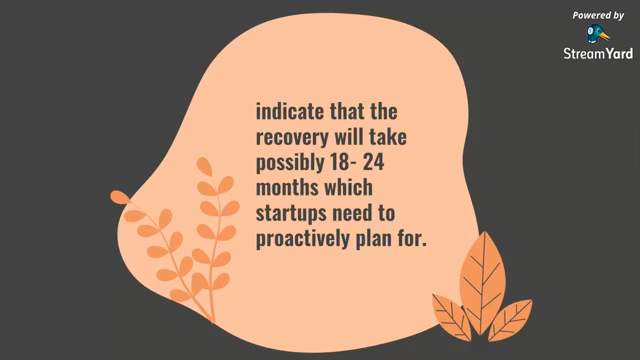 Powered by
StreamYard
indicate that the
recovery will take
possibly 18- 24
months which
startups need to
proactively plan for.